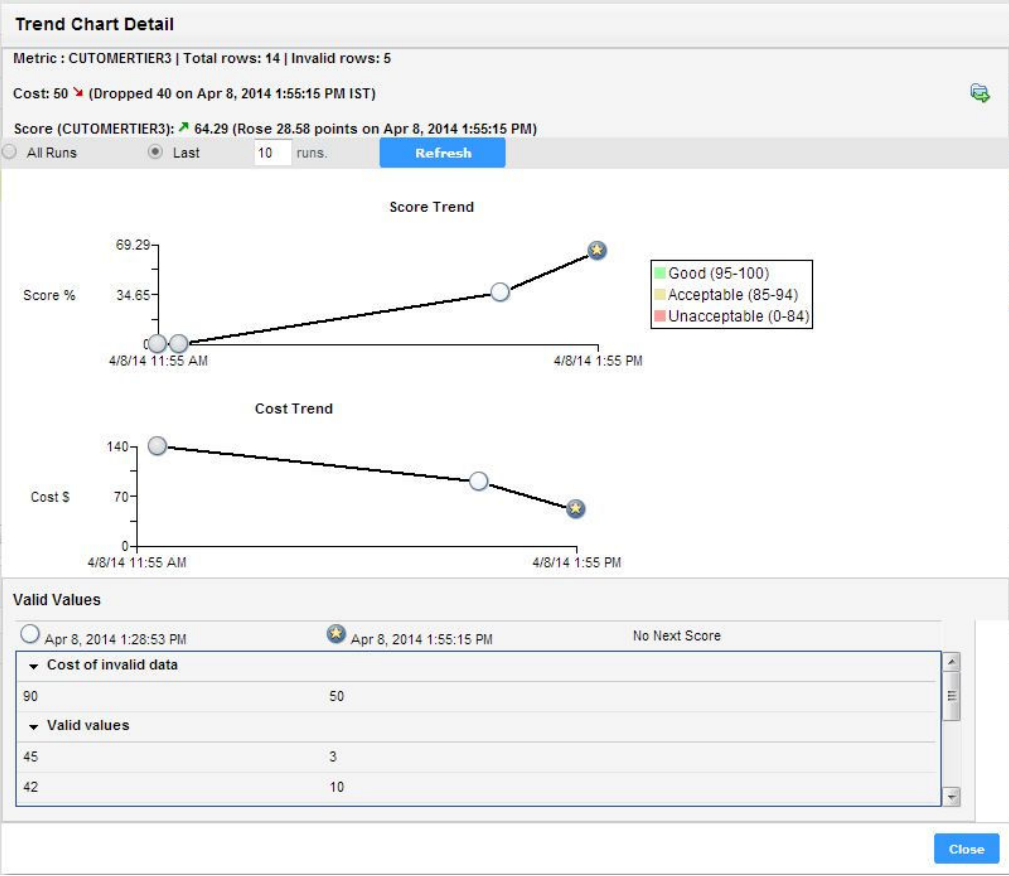 Trend Chart Detail
Metric : CUTOMERTIER3 | Total rows: 14 | Invalid rows: 5
Cost: 50 (Dropped 40 on Apr 8, 2014 1:55:15 PM IST)
Score (CUTOMERTIER3): 64.29 (Rose 28.58 points on Apr 8, 2014 1:55:15 PM)
All Runs Last 10 runs. Refresh
Score Trend
69.29
Score % 34.65
0
4/8/14 11:55 AM 4/8/14 1:55 PM
Good (95-100)
Acceptable (85-94)
Unacceptable (0-84)
Cost Trend
140
Cost $ 70
0
4/8/14 11:55 AM 4/8/14 1:55 PM
Valid Values
Apr 8, 2014 1:28:53 PM Apr 8, 2014 1:55:15 PM No Next Score
Cost of invalid data
90 50
Valid values
45 3
42 10
Close